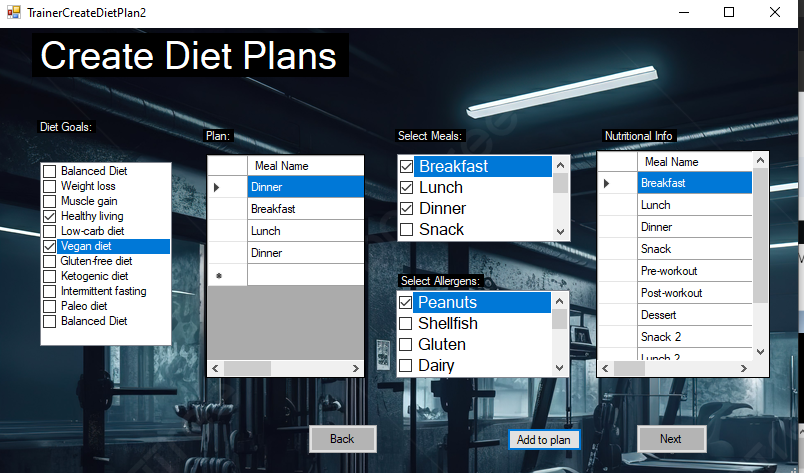 TrainerCreateDietPlan2
Create Diet Plans
Diet Goals:
Balanced Diet
Weight loss
Muscle gain
Healthy living
Low-carb diet
Vegan diet
Gluten-free diet
Ketogenic diet
Intermittent fasting
Paleo diet
Balanced Diet
Plan:
Meal Name
Dinner
Breakfast
Lunch
Dinner
Select Meals:
Breakfast
Lunch
Dinner
Snack
Select Allergens:
Peanuts
Shellfish
Gluten
Dairy
Nutritional Info
Meal Name
Breakfast
Lunch
Dinner
Snack
Pre-workout
Post-workout
Dessert
Snack 2
Lunch 2
Back
Add to plan
Next